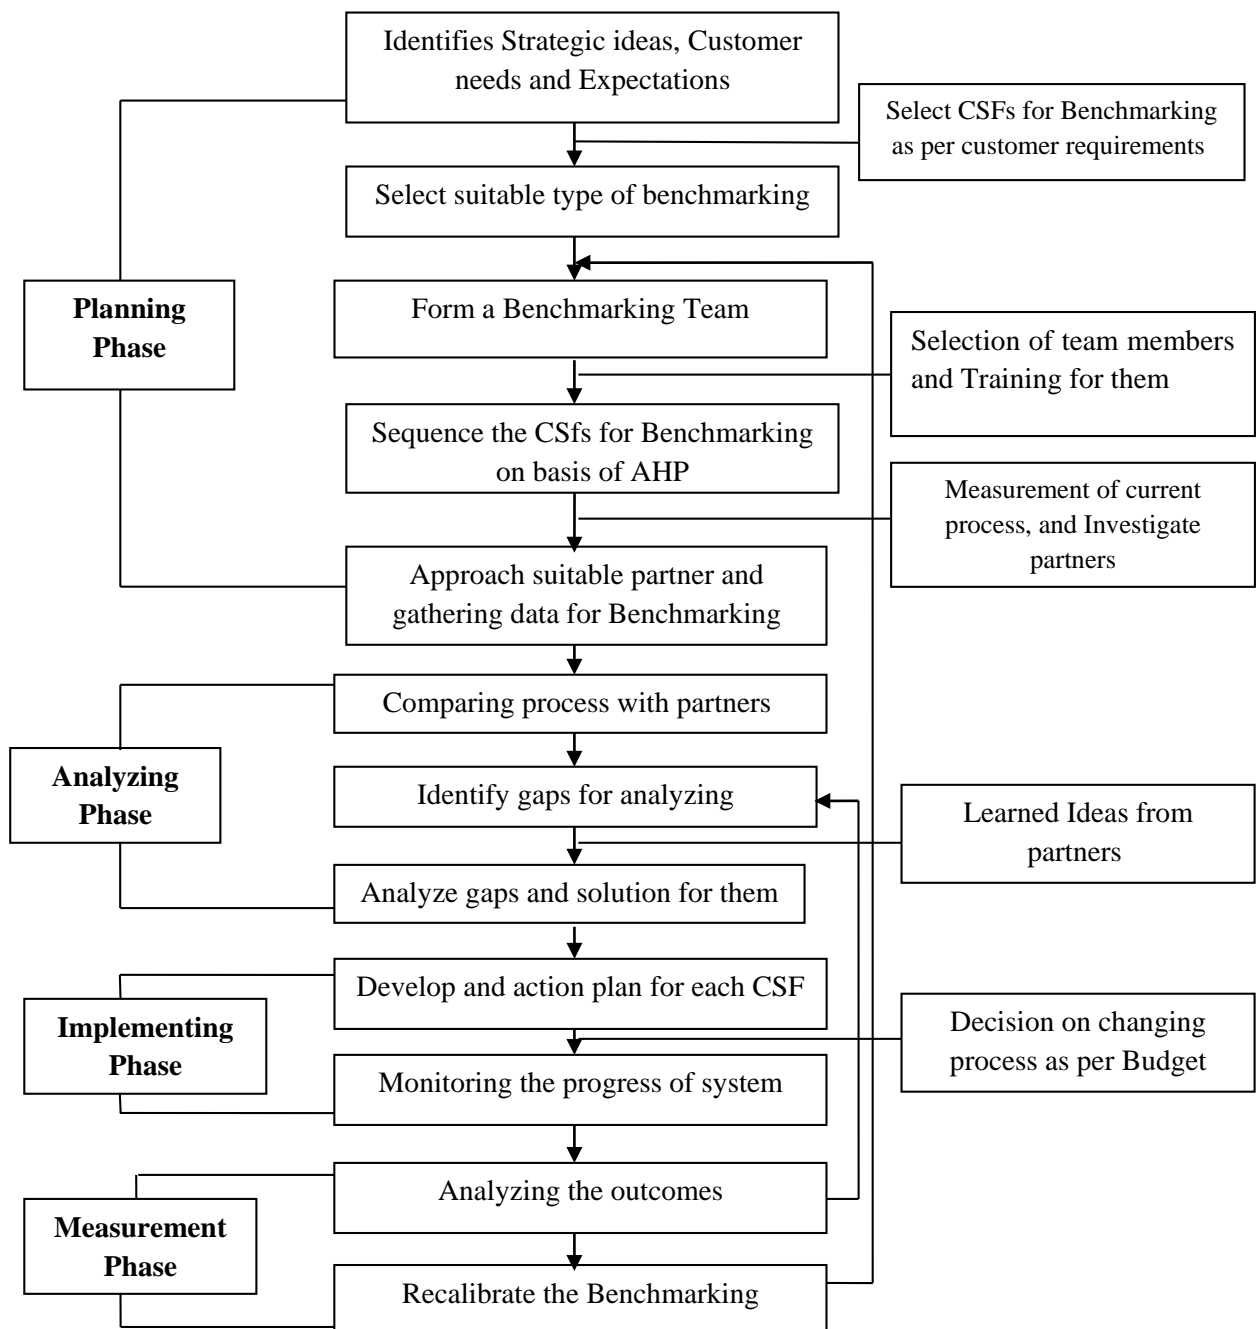 Identifies Strategic ideas, Customer
needs and Expectations
Select CSFs for Benchmarking
as per customer requirements
Select suitable type of benchmarking
Planning
Phase
Form a Benchmarking Team
Selection of team members
and Training for them
Sequence the CSfs for Benchmarking
on basis of AHP
Measurement of current
process, and Investigate
partners
Approach suitable partner and
gathering data for Benchmarking
Comparing process with partners
Analyzing
Phase
Identify gaps for analyzing
Learned Ideas from
partners
Analyze gaps and solution for them
Develop and action plan for each CSF
Implementing
Phase
Decision on changing
process as per Budget
Monitoring the progress of system
Analyzing the outcomes
Measurement
Phase
Recalibrate the Benchmarking